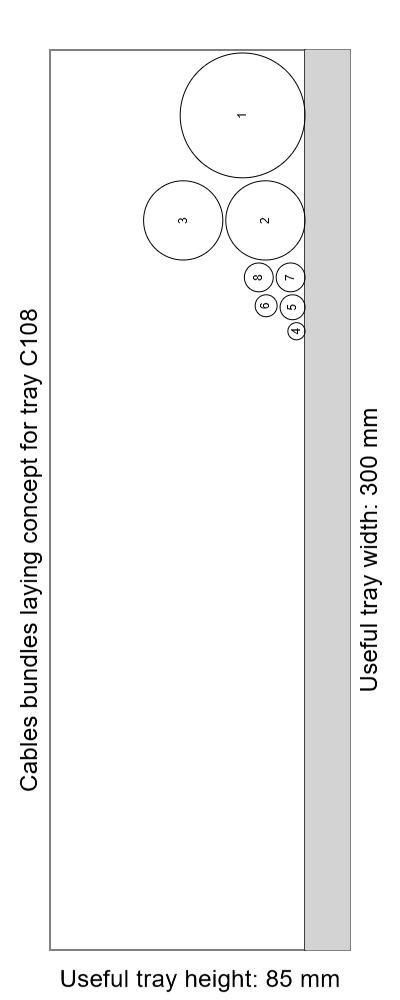 Cables bundles laying concept for tray C108
1
3
2
8
7
6
5
4
Useful tray width: 300 mm
Useful tray height: 85 mm